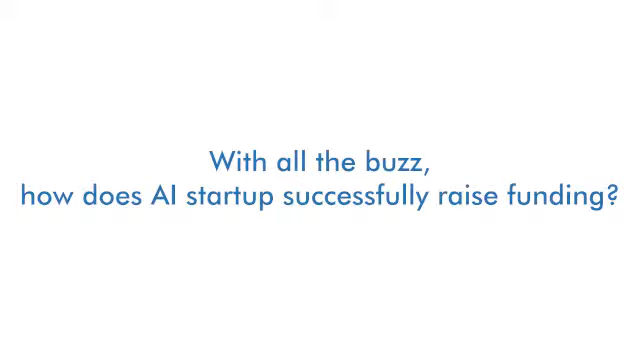 With all the buzz,
how does AI startup successfully raise funding?